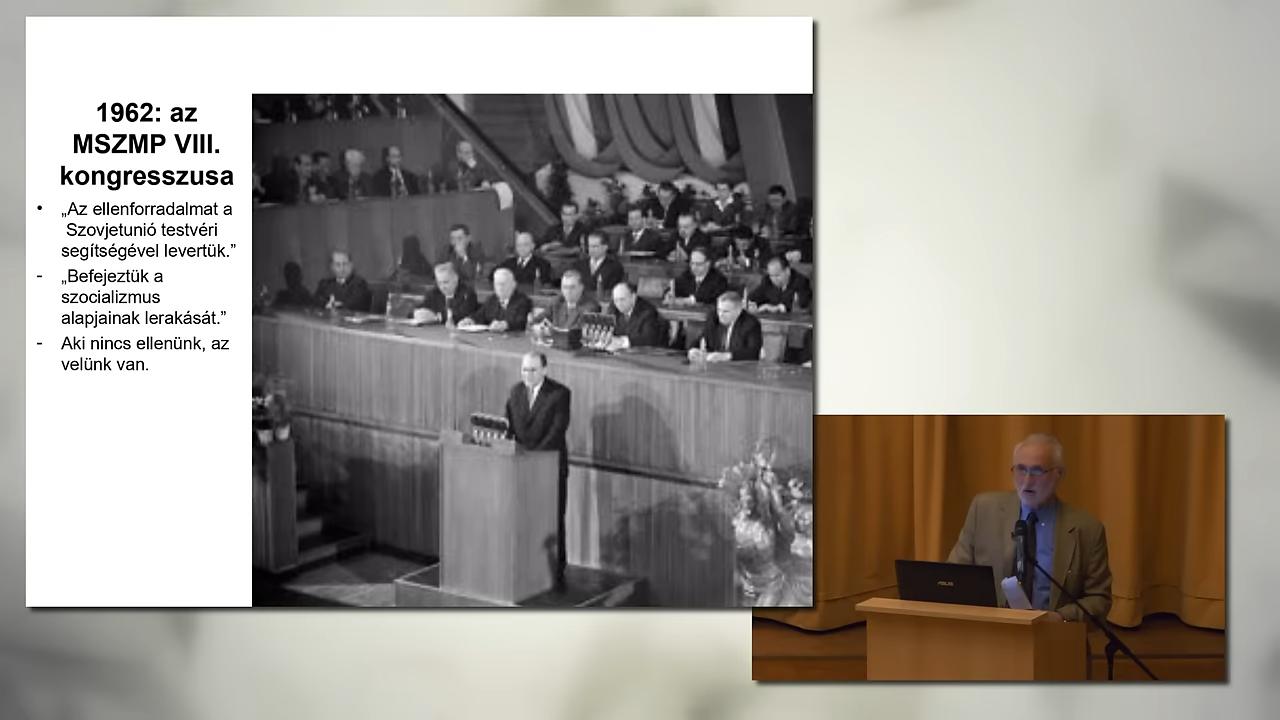 1962: az
MSZMP VIII.
kongresszusa
• „Az ellenforradalmat a
Szovjetunió testvéri
segítségével levertük.”
- „Befejeztük a
szocializmus
alapjainak lerakását.”
- Aki nincs ellenünk, az
velünk van.
ASUS